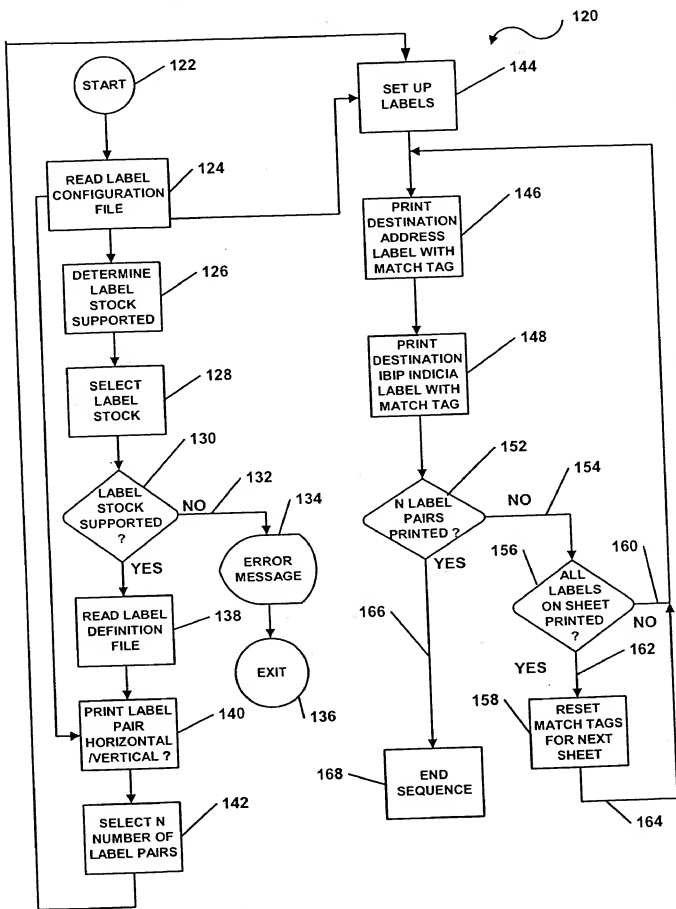 120
START
122
SET UP
LABELS
144
READ LABEL
CONFIGURATION
FILE
124
DETERMINE
LABEL
STOCK
SUPPORTED
126
SELECT
LABEL
STOCK
128
130
LABEL
STOCK
SUPPORTED
?
NO
132
134
ERROR
MESSAGE
EXIT
136
YES
READ LABEL
DEFINITION
FILE
138
PRINT LABEL
PAIR
HORIZONTAL
/VERTICAL ?
140
SELECT N
NUMBER OF
LABEL PAIRS
142
PRINT
DESTINATION
ADDRESS
LABEL WITH
MATCH TAG
146
PRINT
DESTINATION
IBIP INDICIA
LABEL WITH
MATCH TAG
148
152
N LABEL
PAIRS
PRINTED ?
NO
154
YES
156
ALL
LABELS
ON SHEET
PRINTED
?
160
NO
YES
162
158
RESET
MATCH TAGS
FOR NEXT
SHEET
164
166
168
END
SEQUENCE